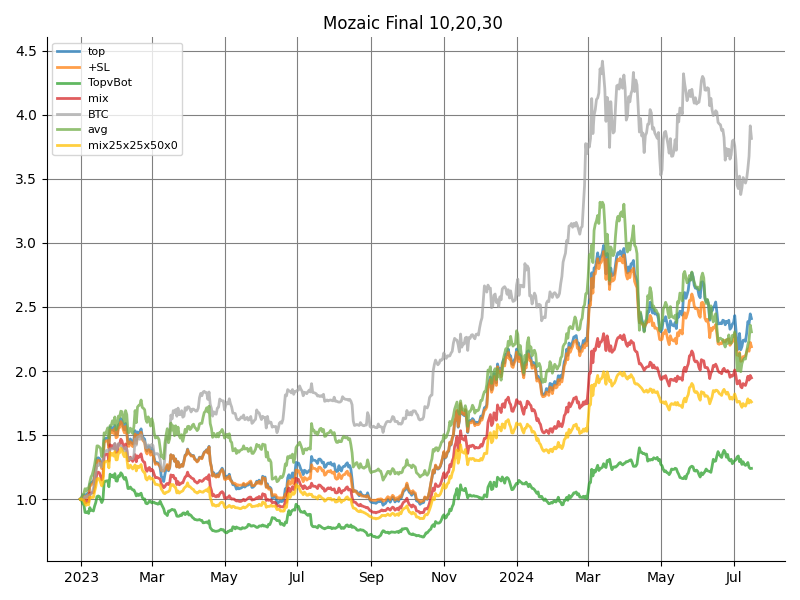 Mozaic Final 10,20,30
top
+SL
TopvBot
mix
BTC
avg
mix25x25x50x0
4.5
4.0
3.5
3.0
2.5
2.0
1.5
1.0
2023 Mar May Jul Sep Nov 2024 Mar May Jul